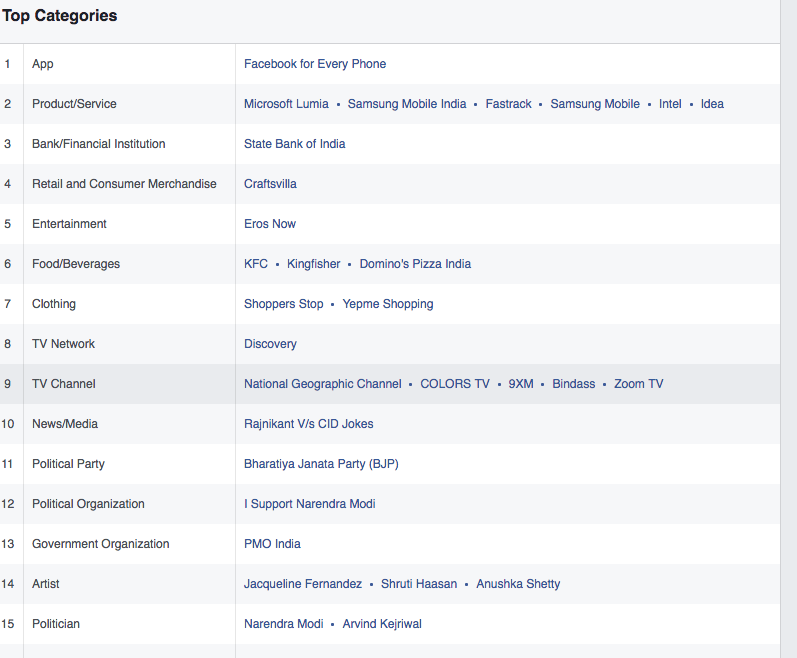 Top Categories
1 App Facebook for Every Phone
2 Product/Service Microsoft Lumia • Samsung Mobile India • Fastrack • Samsung Mobile • Intel • Idea
3 Bank/Financial Institution State Bank of India
4 Retail and Consumer Merchandise Craftsvilla
5 Entertainment Eros Now
6 Food/Beverages KFC • Kingfisher • Domino's Pizza India
7 Clothing Shoppers Stop • Yepme Shopping
8 TV Network Discovery
9 TV Channel National Geographic Channel • COLORS TV • 9XM • Bindass • Zoom TV
10 News/Media Rajnikant V/s CID Jokes
11 Political Party Bharatiya Janata Party (BJP)
12 Political Organization I Support Narendra Modi
13 Government Organization PMO India
14 Artist Jacqueline Fernandez • Shruti Haasan • Anushka Shetty
15 Politician Narendra Modi • Arvind Kejriwal